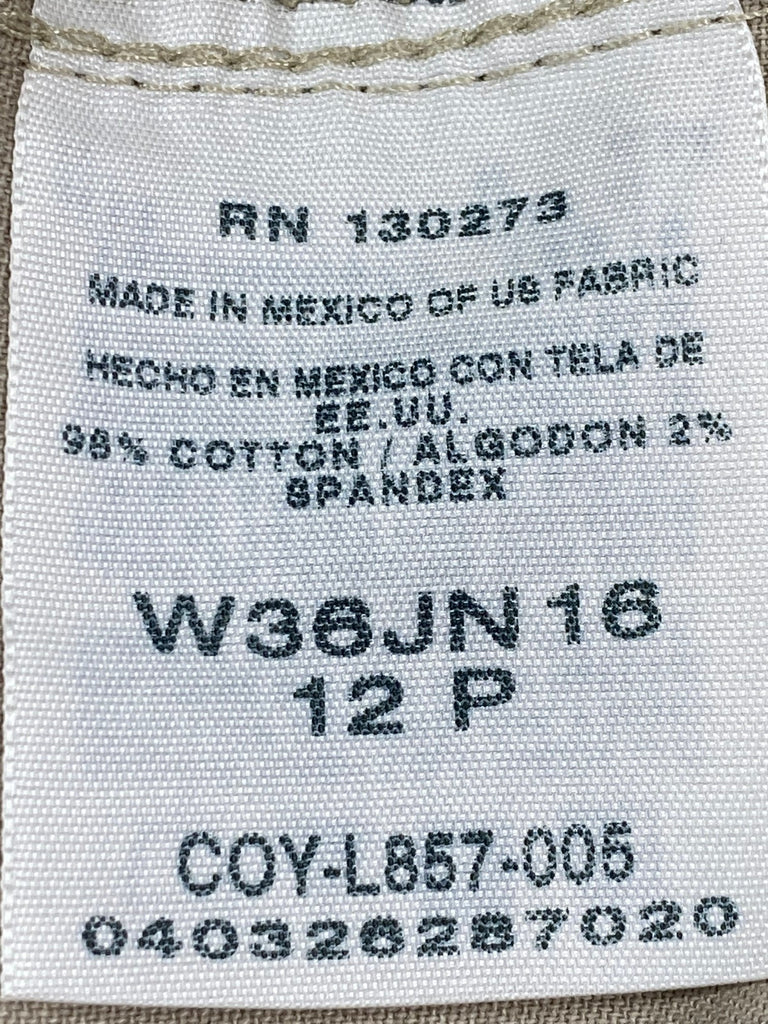 RN 130273
MADE IN MEXICO OF US FABRIC
HECHO EN MEXICO CON TELA DE
EE.UU.
98% COTTON / ALGODON 2%
SPANDEX
W36JN16
12 P
COY-L857-005
040326287020